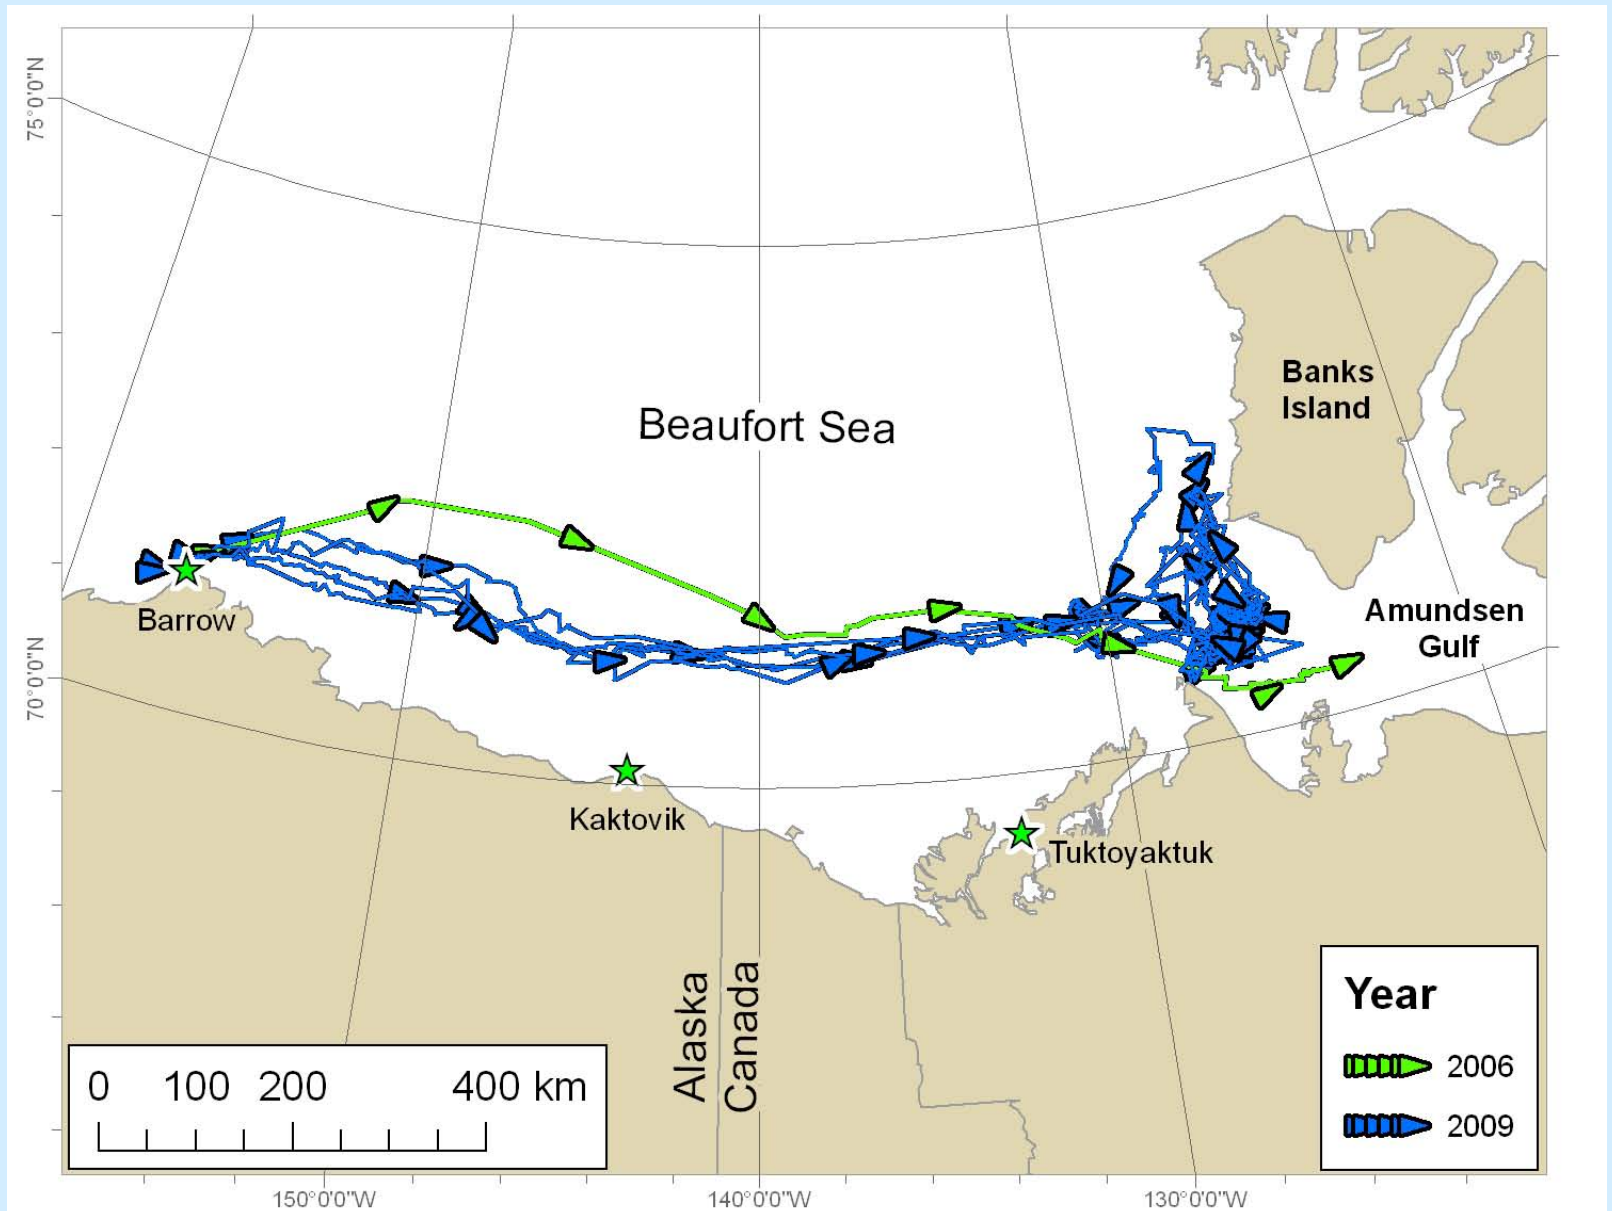 75°0'0"N
Banks
Island
Beaufort Sea
Amundsen
Gulf
Barrow
70°0'0"N
Kaktovik
Tuktoyaktuk
Alaska
Canada
Year
2006
2009
0 100 200 400 km
150°0'0"W 140°0'0"W 130°0'0"W